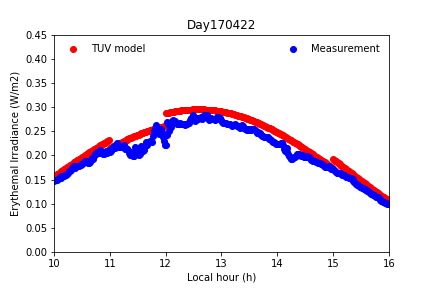 Day170422
TUV model
Measurement
Erythemal Irradiance (W/m2)
0.45
0.40
0.35
0.30
0.25
0.20
0.15
0.10
0.05
0.00
10 11 12 13 14 15 16
Local hour (h)